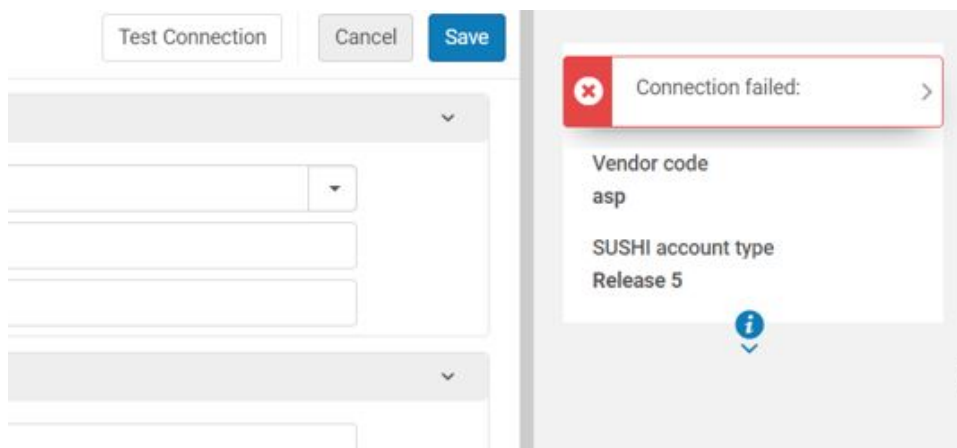 Test Connection
Cancel
Save
Connection failed:
Vendor code
asp
SUSHI account type
Release 5
i